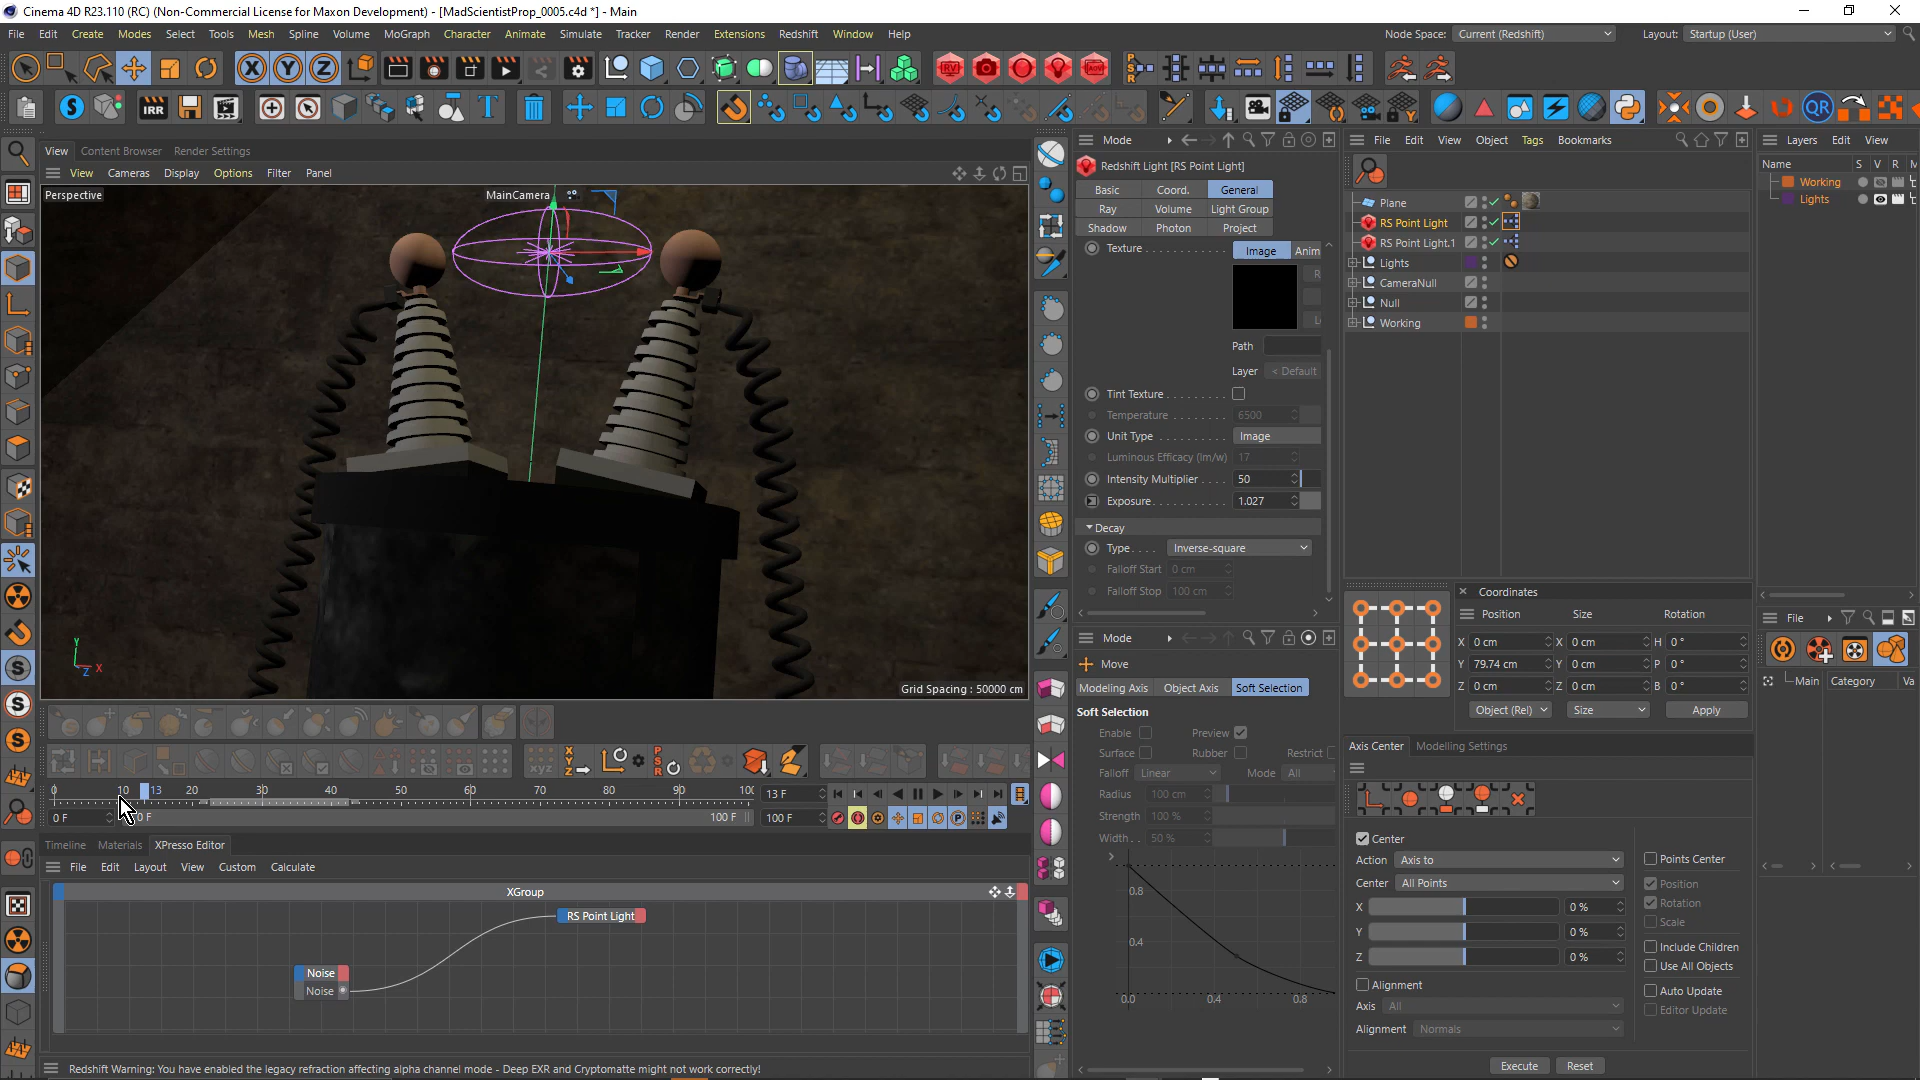 Cinema 4D R23.110 (RC) (Non-Commercial License for Maxon Development) - [MadScientistProp_0005.c4d *] - Main
File Edit Create Modes Select Tools Mesh Spline Volume MoGraph Character Animate Simulate Tracker Render Redshift Extensions Window Help
Node Space: Current (Redshift) Layout: Startup (User)
View Content Browser Render Settings
View Cameras Display Options Filter Panel
Perspective
MainCamera
Y
X
Z
Grid Spacing : 50000 cm
0 10 13 20 30 40 50 60 70 80 90 100
13 F
0 F
100 F
100 F
Timeline Materials XPresso Editor
File Edit Layout View Custom Calculate
XGroup
RS Point Light
Noise
Noise
Redshift Warning: You have enabled the legacy refraction affecting alpha channel mode - Deep EXR and Cryptomatte might not work correctly!
Mode
Redshift Light [RS Point Light]
Basic Coord. General
Ray Volume Light Group
Shadow Photon Project
Texture Image Anim
Path
Layer < Default
Tint Texture
Temperature 6500
Unit Type Image
Luminous Efficacy (lm/w) 17
Intensity Multiplier 50
Exposure 1.027
Decay
Type Inverse-square
Falloff Start 0 cm
Falloff Stop 100 cm
Mode
Move
Modeling Axis Object Axis Soft Selection
Soft Selection
Enable Preview
Surface Rubber Restrict
Falloff Linear Mode All
Radius 100 cm
Strength 100 %
Width 50 %
0.8
0.4
0.0 0.4 0.8
File Edit View Object Tags Bookmarks
Plane
RS Point Light
RS Point Light.1
Lights
CameraNull
Null
Working
Coordinates
Position Size Rotation
X 0 cm X 0 cm H 0 °
Y 79.74 cm Y 0 cm P 0 °
Z 0 cm Z 0 cm B 0 °
Object (Rel) Size Apply
Axis Center Modelling Settings
Center
Action Axis to
Center All Points
X 0 %
Y 0 %
Z 0 %
Alignment
Axis All
Alignment Normals
Points Center
Position
Rotation
Scale
Include Children
Use All Objects
Auto Update
Editor Update
Execute Reset
Layers Edit View
Name S V R M
Working
Lights
File
Main Category Va